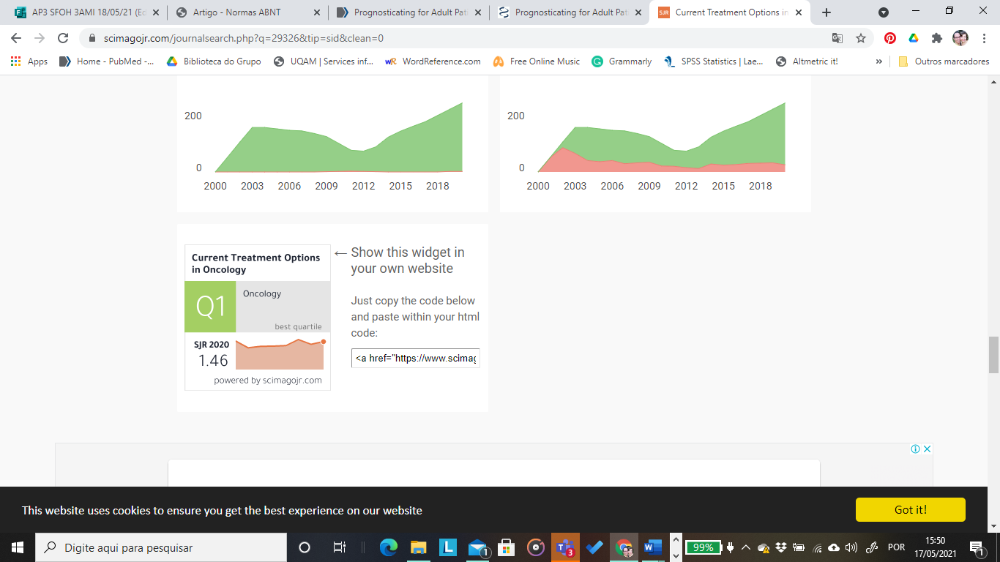 AP3 SFOH 3AMI 18/05/21 (Ed
Artigo - Normas ABNT
Prognosticating for Adult Pat
Prognosticating for Adult Pat
SJR
Current Treatment Options in
scimagojr.com/journalsearch.php?q=29326&tip=sid&clean=0
Apps
Home - PubMed -...
Biblioteca do Grupo
UQAM | Services inf...
WR WordReference.com
Free Online Music
Grammarly
SPSS Statistics | Lae...
Altmetric it!
»
Outros marcadores
200
0
2000 2003 2006 2009 2012 2015 2018
200
0
2000 2003 2006 2009 2012 2015 2018
Current Treatment Options
in Oncology
Q1
Oncology
best quartile
SJR 2020
1.46
powered by scimagojr.com
← Show this widget in
your own website
Just copy the code below
and paste within your html
code:
<a href="https://www.scimag
This website uses cookies to ensure you get the best experience on our website
Got it!
Digite aqui para pesquisar
L
1
3
W
99%
POR
15:50
17/05/2021
1